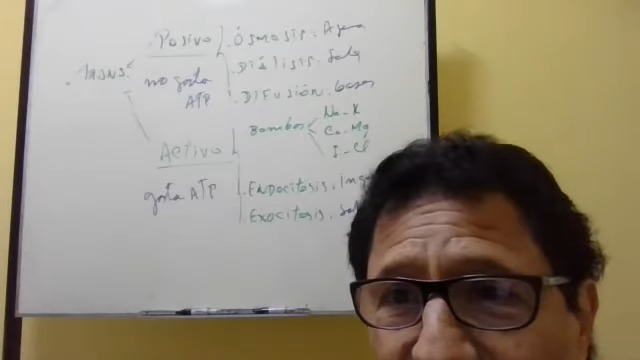 Pasivo
Ósmosis. Agua
Trans.
Diálisis. Sales
no gasta
ATP
Difusión. Gases
Bombas
Na-K
Ca-Mg
I-Cl
Activo
gasta ATP
Endocitosis.
Exocitosis.